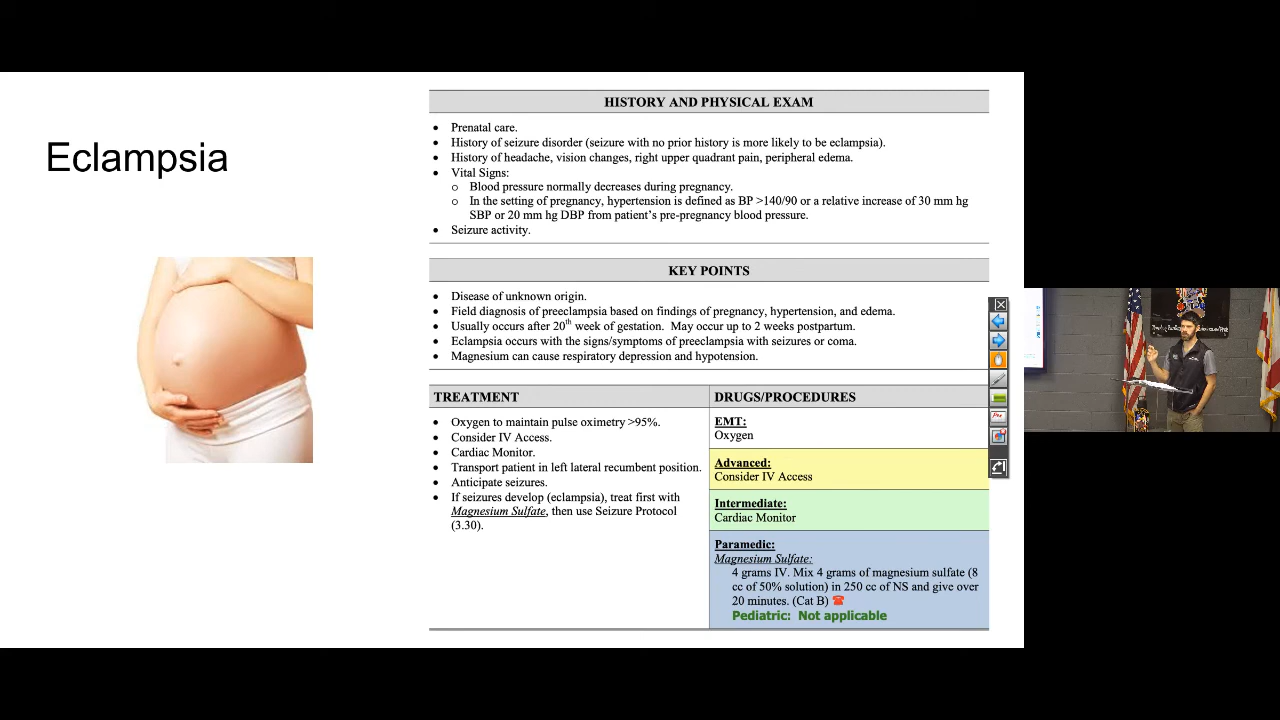 Eclampsia
HISTORY AND PHYSICAL EXAM
• Prenatal care.
• History of seizure disorder (seizure with no prior history is more likely to be eclampsia).
• History of headache, vision changes, right upper quadrant pain, peripheral edema.
• Vital Signs:
o Blood pressure normally decreases during pregnancy.
o In the setting of pregnancy, hypertension is defined as BP >140/90 or a relative increase of 30 mm hg
SBP or 20 mm hg DBP from patient's pre-pregnancy blood pressure.
• Seizure activity.
KEY POINTS
• Disease of unknown origin.
• Field diagnosis of preeclampsia based on findings of pregnancy, hypertension, and edema.
• Usually occurs after 20th week of gestation. May occur up to 2 weeks postpartum.
• Eclampsia occurs with the signs/symptoms of preeclampsia with seizures or coma.
• Magnesium can cause respiratory depression and hypotension.
TREATMENT
• Oxygen to maintain pulse oximetry >95%.
• Consider IV Access.
• Cardiac Monitor.
• Transport patient in left lateral recumbent position.
• Anticipate seizures.
• If seizures develop (eclampsia), treat first with
Magnesium Sulfate, then use Seizure Protocol
(3.30).
DRUGS/PROCEDURES
EMT:
Oxygen
Advanced:
Consider IV Access
Intermediate:
Cardiac Monitor
Paramedic:
Magnesium Sulfate:
4 grams IV. Mix 4 grams of magnesium sulfate (8
cc of 50% solution) in 250 cc of NS and give over
20 minutes. (Cat B)
Pediatric: Not applicable